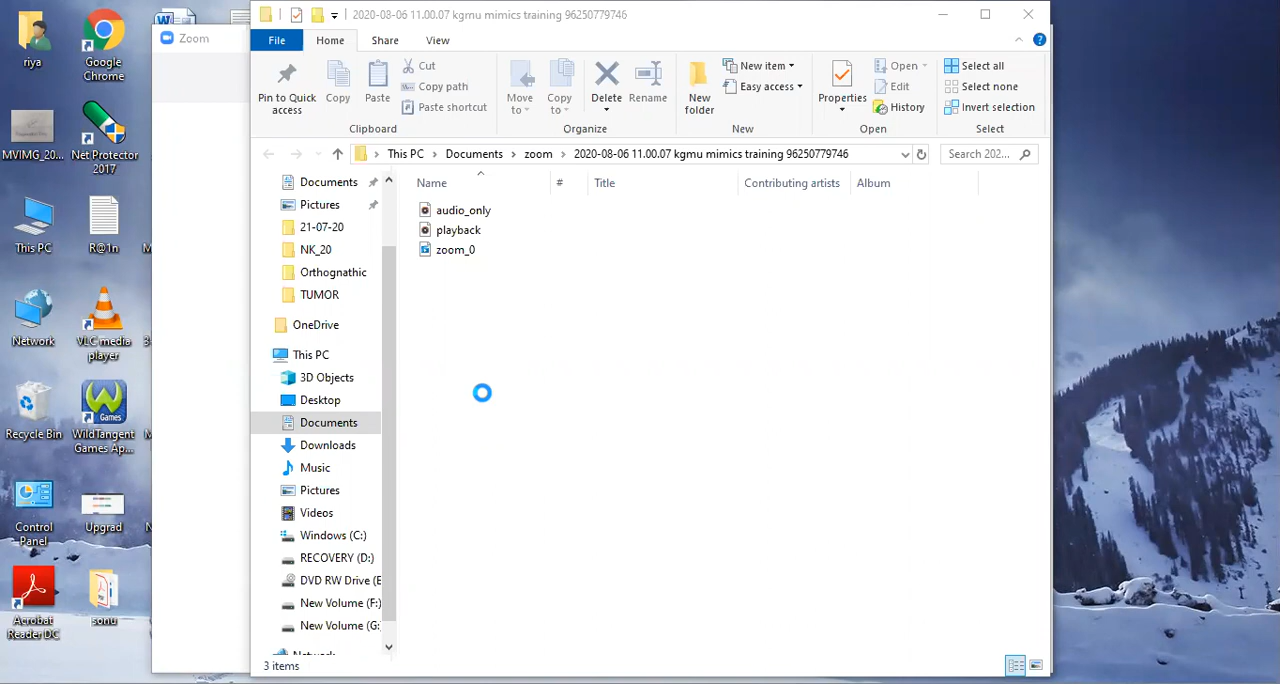 riya
Google
Chrome
MVIMG_20...
Net Protector
2017
This PC
R@1n
Network
VLC media
player
Recycle Bin
WildTangent
Games Ap...
Control
Panel
Upgrad
Acrobat
Reader DC
sonu
Zoom
2020-08-06 11.00.07 kgmu mimics training 96250779746
File
Home
Share
View
Pin to Quick
access
Copy
Paste
Cut
Copy path
Paste shortcut
Clipboard
Move
to
Copy
to
Delete
Rename
Organize
New
folder
New item
Easy access
New
Properties
Open
Edit
History
Open
Select all
Select none
Invert selection
Select
This PC > Documents > zoom > 2020-08-06 11.00.07 kgmu mimics training 96250779746
Search 202...
Name
#
Title
Contributing artists
Album
audio_only
playback
zoom_0
Documents
Pictures
21-07-20
NK_20
Orthognathic
TUMOR
OneDrive
This PC
3D Objects
Desktop
Documents
Downloads
Music
Pictures
Videos
Windows (C:)
RECOVERY (D:)
DVD RW Drive (E
New Volume (F:)
New Volume (G:
Network
3 items